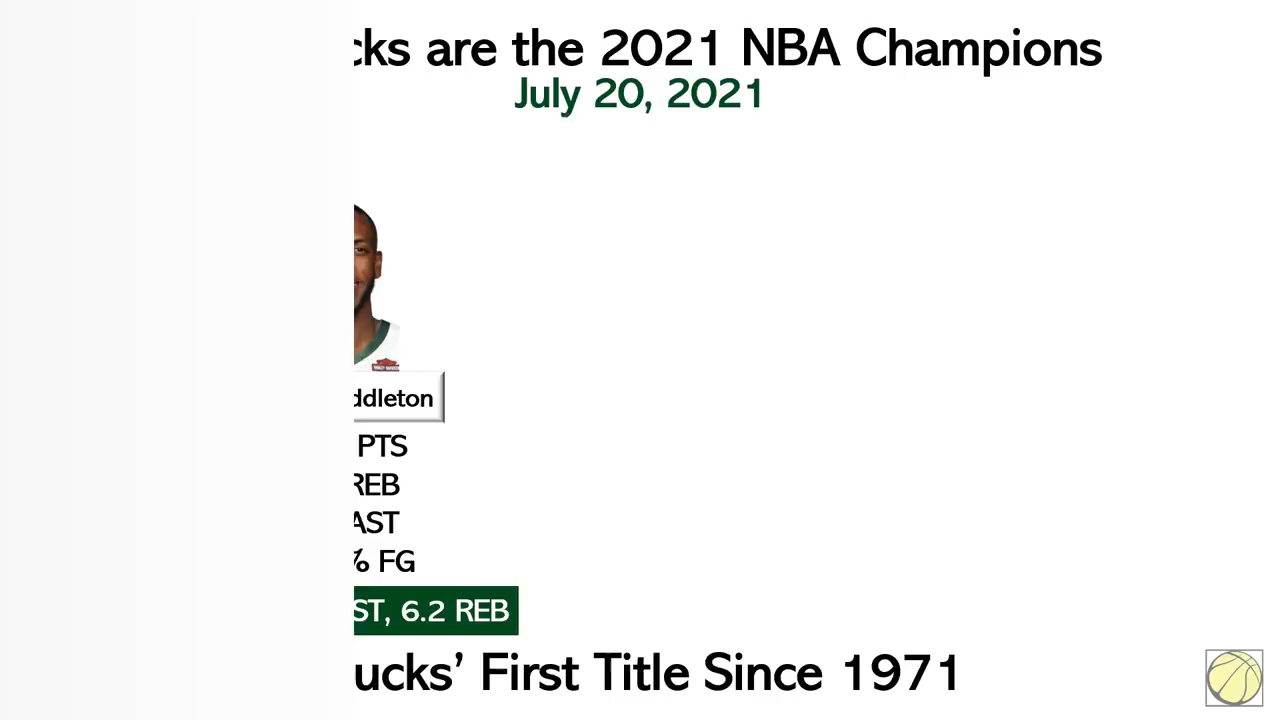 cks are the 2021 NBA Champions
July 20, 2021
ddleton
PTS
REB
AST
% FG
ST, 6.2 REB
ucks’ First Title Since 1971